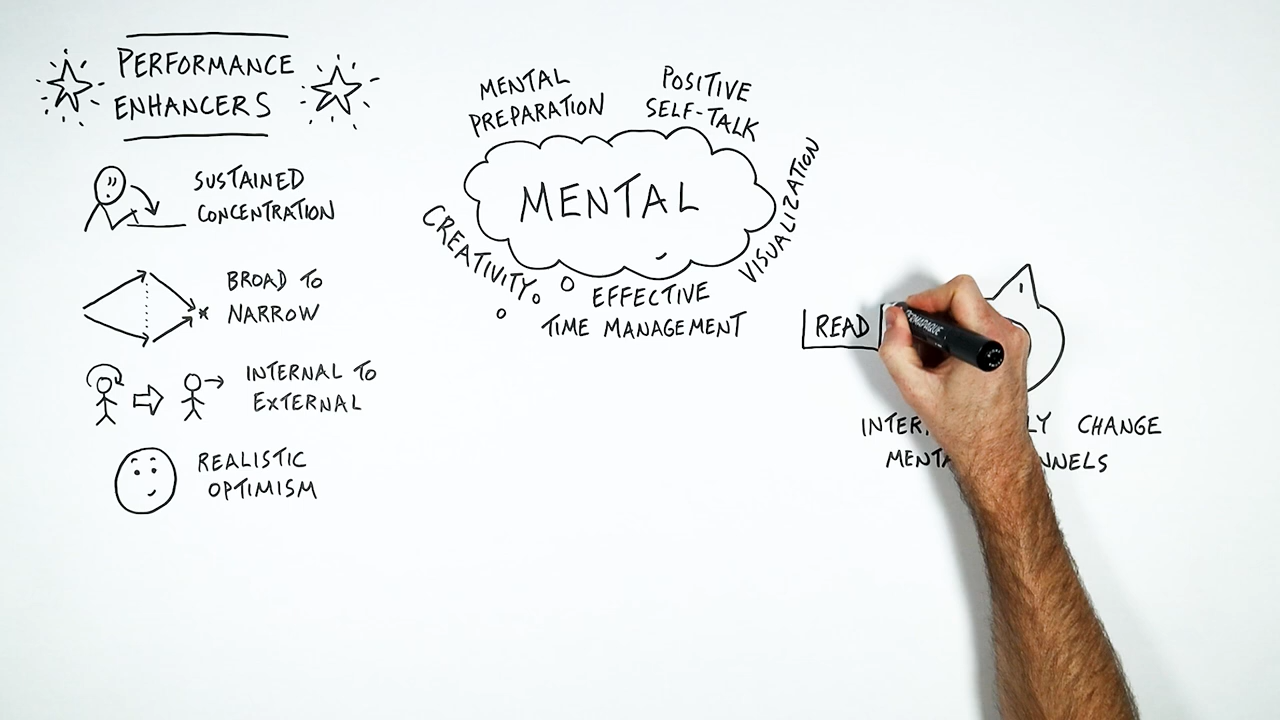 PERFORMANCE
ENHANCERS
SUSTAINED
CONCENTRATION
BROAD TO
NARROW
INTERNAL TO
EXTERNAL
REALISTIC
OPTIMISM
MENTAL
PREPARATION
POSITIVE
SELF-TALK
VISUALIZATION
MENTAL
CREATIVITY
EFFECTIVE
TIME MANAGEMENT
READ
CHANGE